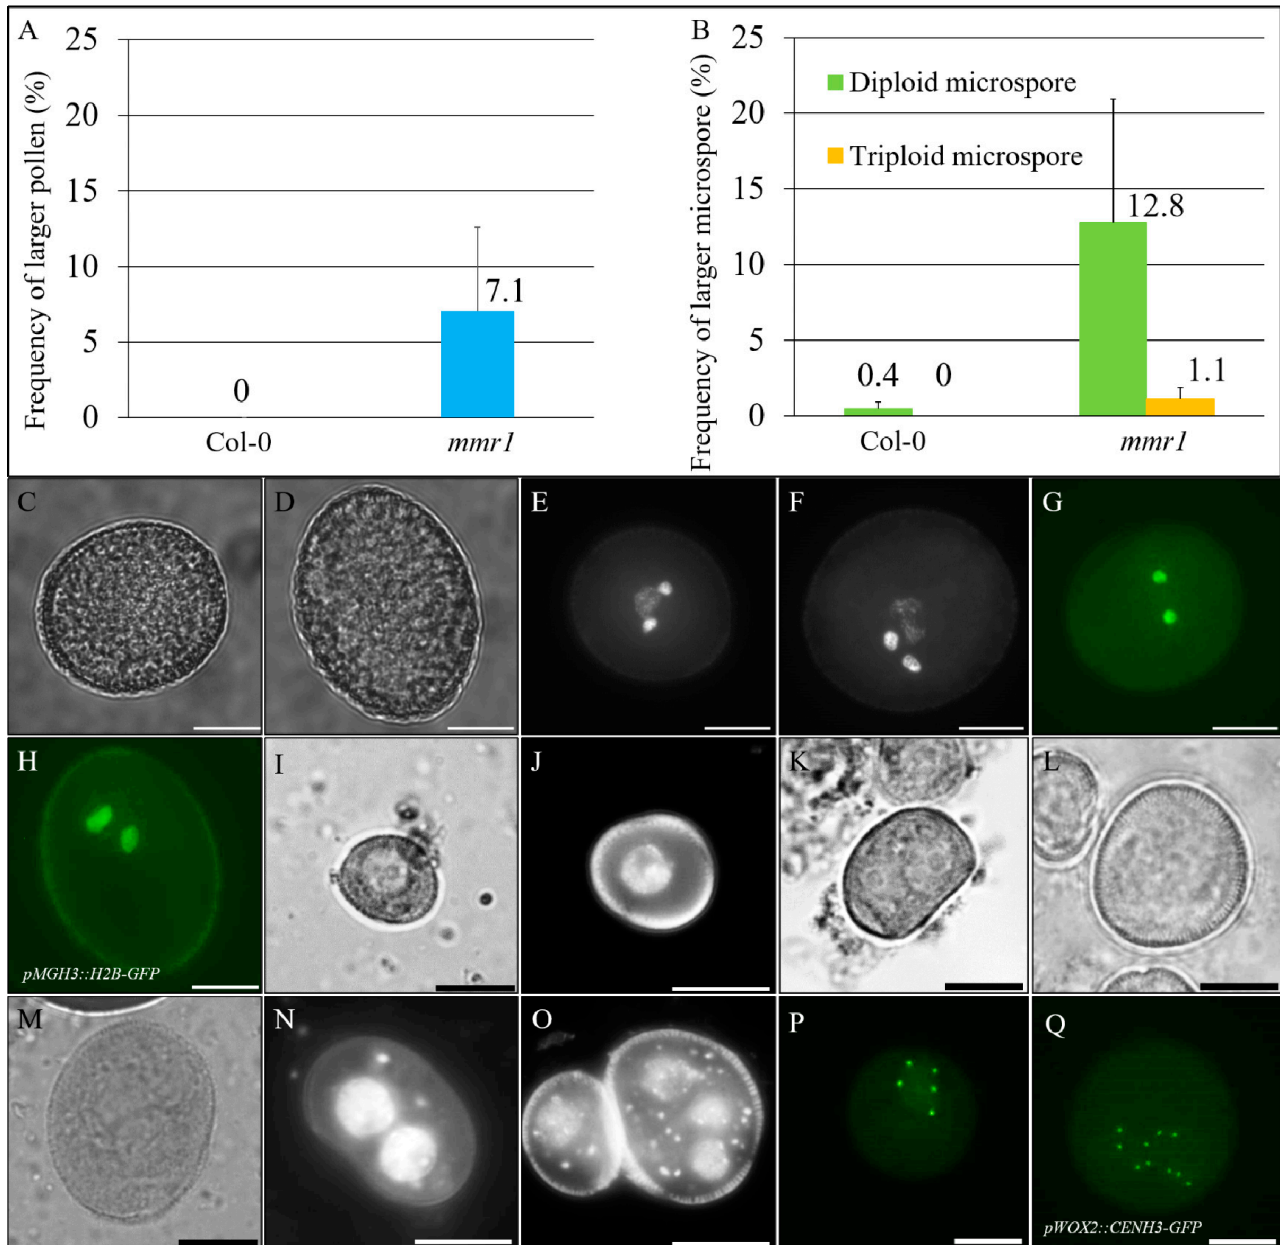 A
Frequency of larger pollen (%)
25
20
15
10
5
0
0
7.1
Col-0
mmr1
B
Frequency of larger microspore (%)
25
20
15
10
5
0
Diploid microspore
Triploid microspore
0.4
0
12.8
1.1
Col-0
mmr1
C
D
E
F
G
H
pMGH3::H2B-GFP
I
J
K
L
M
N
O
P
Q
pWOX2::CENH3-GFP